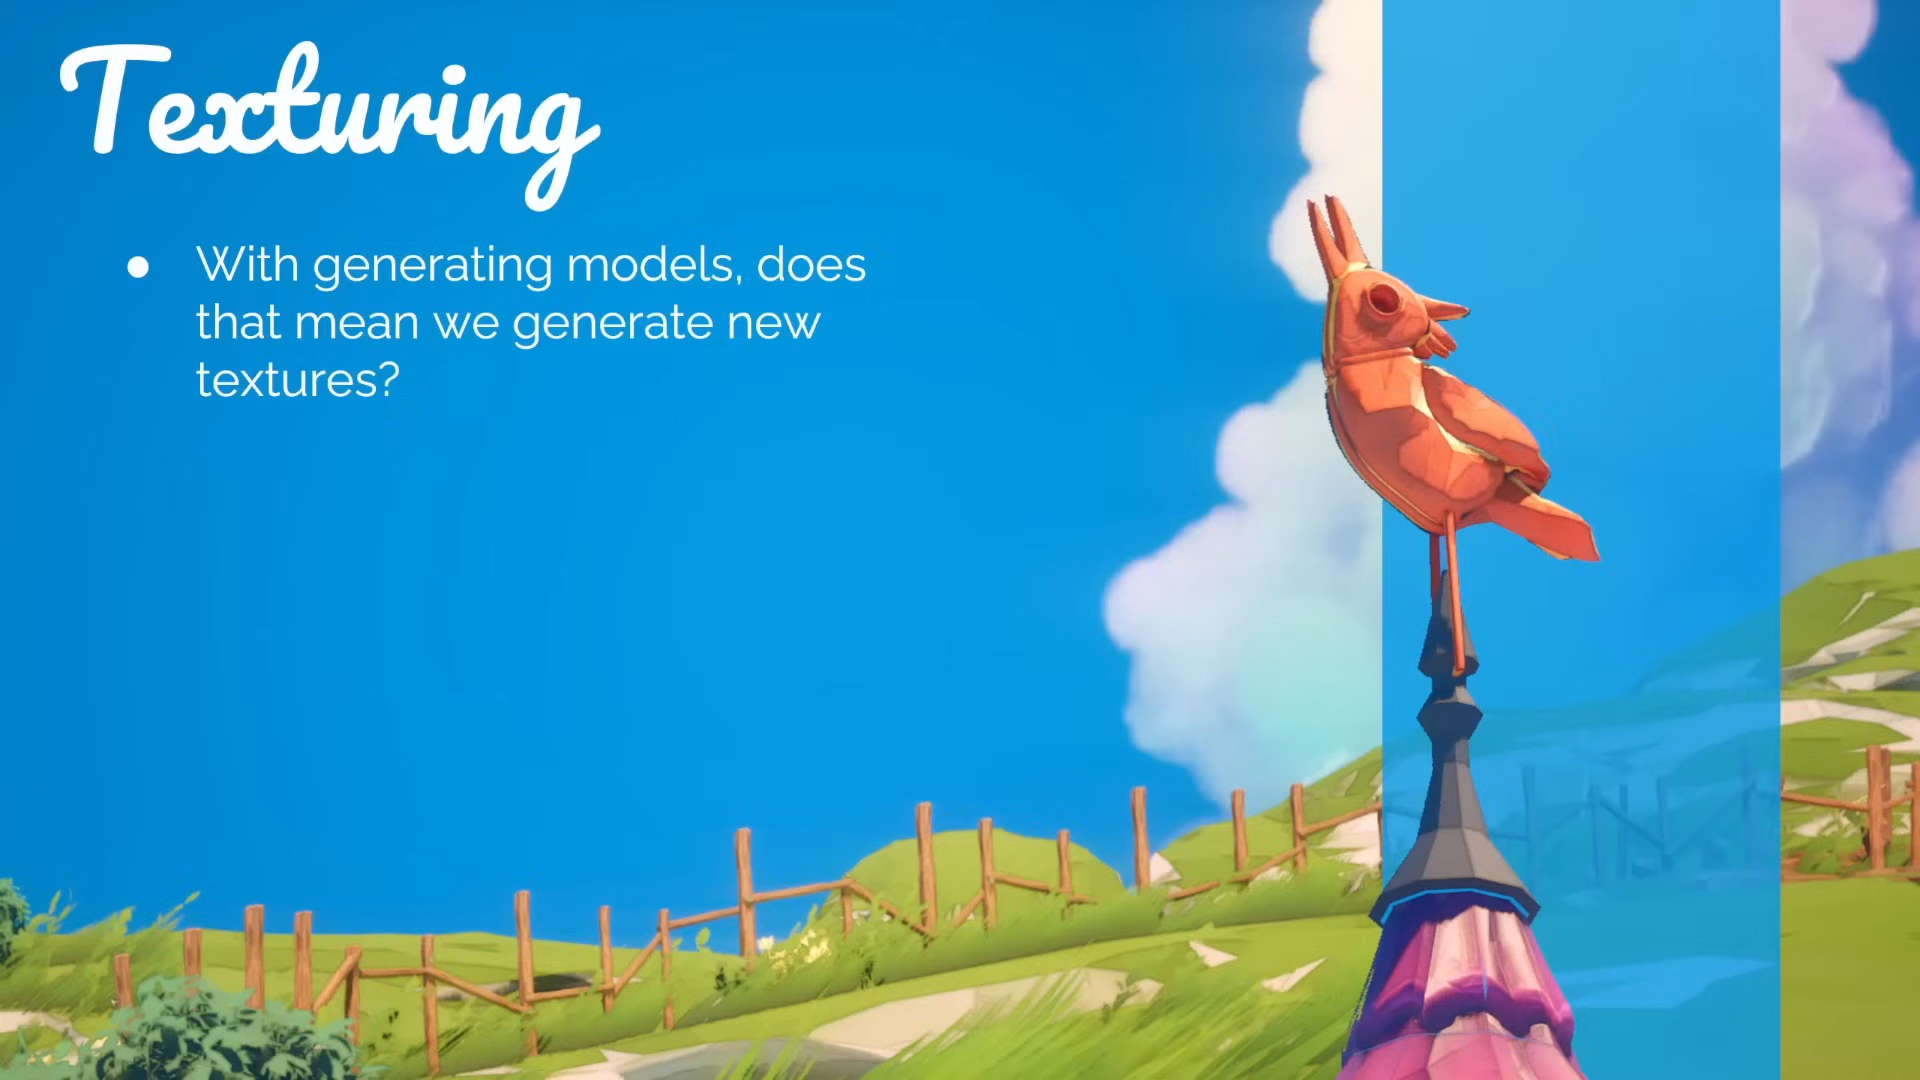 Texturing
● With generating models, does
that mean we generate new
textures?